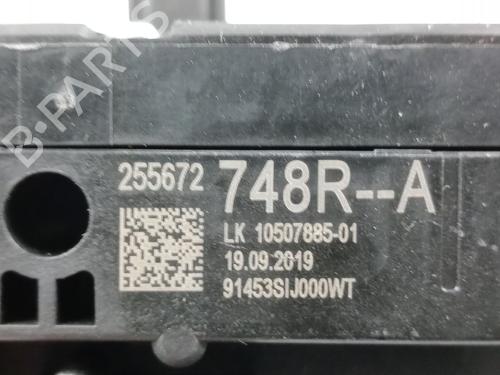 B-PARTS
255672 748R--A
LK 10507885-01
19.09.2019
91453SIJ000WT